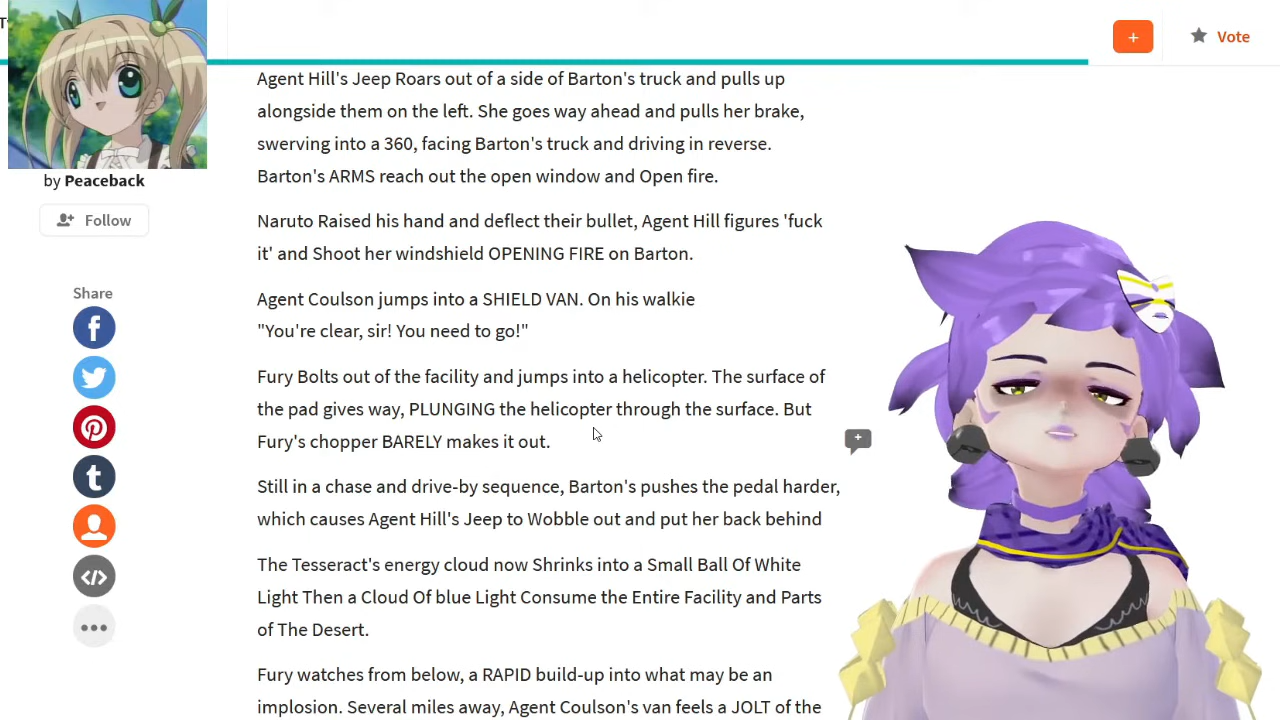 T
+
Vote
by Peaceback
Follow
Share
Agent Hill's Jeep Roars out of a side of Barton's truck and pulls up
alongside them on the left. She goes way ahead and pulls her brake,
swerving into a 360, facing Barton's truck and driving in reverse.
Barton's ARMS reach out the open window and Open fire.
Naruto Raised his hand and deflect their bullet, Agent Hill figures 'fuck
it' and Shoot her windshield OPENING FIRE on Barton.
Agent Coulson jumps into a SHIELD VAN. On his walkie
"You're clear, sir! You need to go!"
Fury Bolts out of the facility and jumps into a helicopter. The surface of
the pad gives way, PLUNGING the helicopter through the surface. But
Fury's chopper BARELY makes it out.
Still in a chase and drive-by sequence, Barton's pushes the pedal harder,
which causes Agent Hill's Jeep to Wobble out and put her back behind
The Tesseract's energy cloud now Shrinks into a Small Ball Of White
Light Then a Cloud Of blue Light Consume the Entire Facility and Parts
of The Desert.
Fury watches from below, a RAPID build-up into what may be an
implosion. Several miles away, Agent Coulson's van feels a JOLT of the